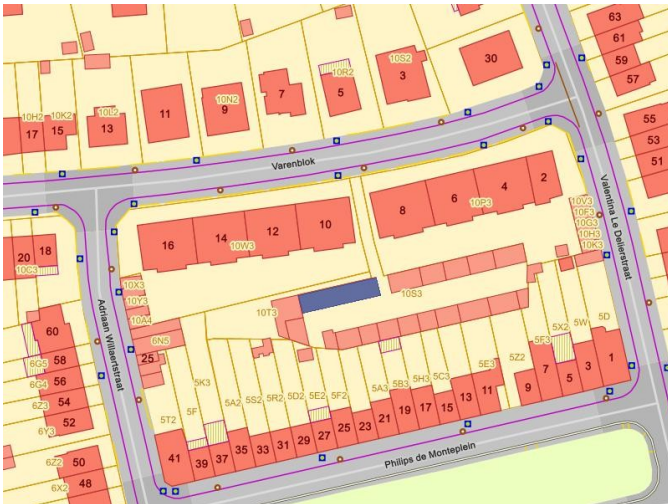 63
61
59
57
30
10S2
3
10R2
5
7
10N2
9
11
10L2
13
10K2
15
10H2
17
55
53
51
Varenblok
2
4
6
8
10P3
10
12
14
16
10W3
10V3
10F3
10G3
10H3
10K3
Valentina Le Delierstraat
18
20
10C3
10X3
10Y3
10A4
10T3
10S3
6N5
25
Adriaan Willaertstraat
60
58
56
54
52
50
48
6G5
6G4
6Z3
6Y3
6Z2
6X2
5T2
5F
5K3
5A2
5S2
5R2
5D2
5E2
5F2
5A3
5B3
5H3
5C3
5E3
5Z2
5F3
5X2
5W
5D
41
39
37
35
33
31
29
27
25
23
21
19
17
15
13
11
9
7
5
3
1
Philips de Monteplein